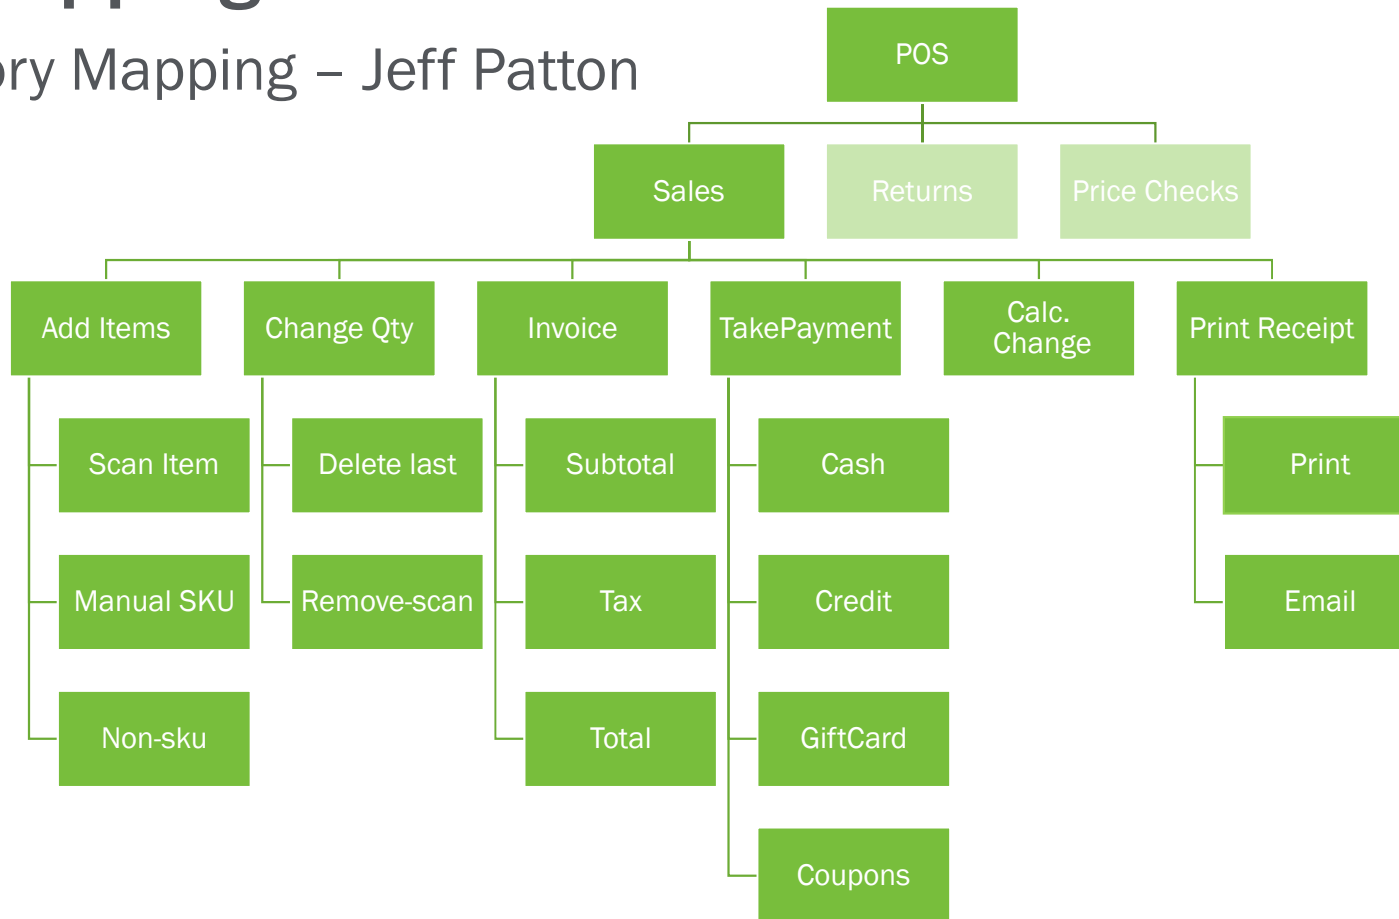 ory Mapping – Jeff Patton
POS
Sales
Returns
Price Checks
Add Items
Change Qty
Invoice
TakePayment
Calc.
Change
Print Receipt
Scan Item
Delete last
Subtotal
Cash
Print
Manual SKU
Remove-scan
Tax
Credit
Email
Non-sku
Total
GiftCard
Coupons